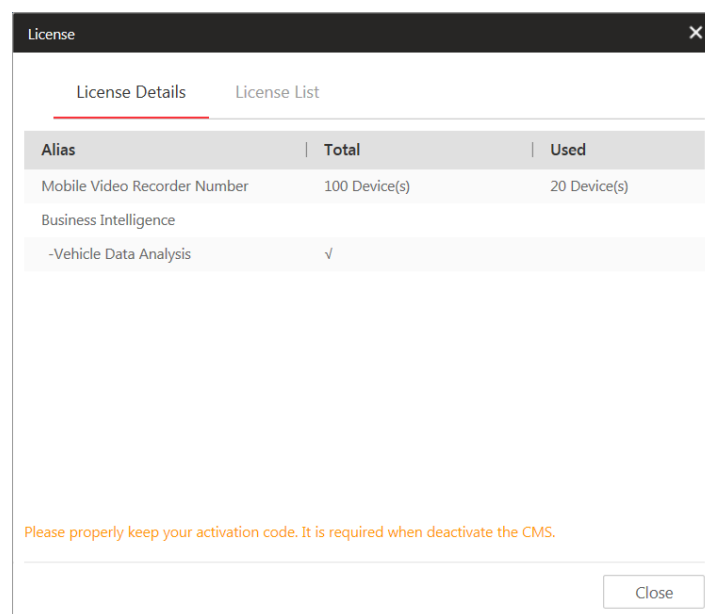 License
License Details License List
Alias Total Used
Mobile Video Recorder Number 100 Device(s) 20 Device(s)
Business Intelligence
-Vehicle Data Analysis √
Please properly keep your activation code. It is required when deactivate the CMS.
Close